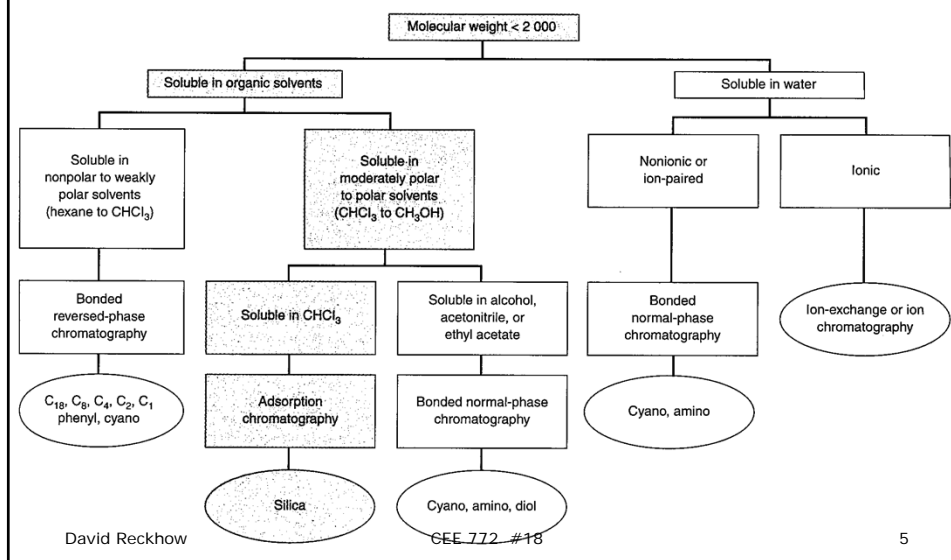 Molecular weight < 2 000
Soluble in organic solvents
Soluble in water
Soluble in
nonpolar to weakly
polar solvents
(hexane to CHCl₃)
Soluble in
moderately polar
to polar solvents
(CHCl₃ to CH₃OH)
Nonionic or
ion-paired
Ionic
Bonded
reversed-phase
chromatography
Soluble in CHCl₃
Soluble in alcohol,
acetonitrile, or
ethyl acetate
Bonded
normal-phase
chromatography
Ion-exchange or ion
chromatography
C₁₈, C₈, C₄, C₂, C₁
phenyl, cyano
Adsorption
chromatography
Bonded normal-phase
chromatography
Cyano, amino
Silica
Cyano, amino, diol
David Reckhow
CEE 772 #18
5